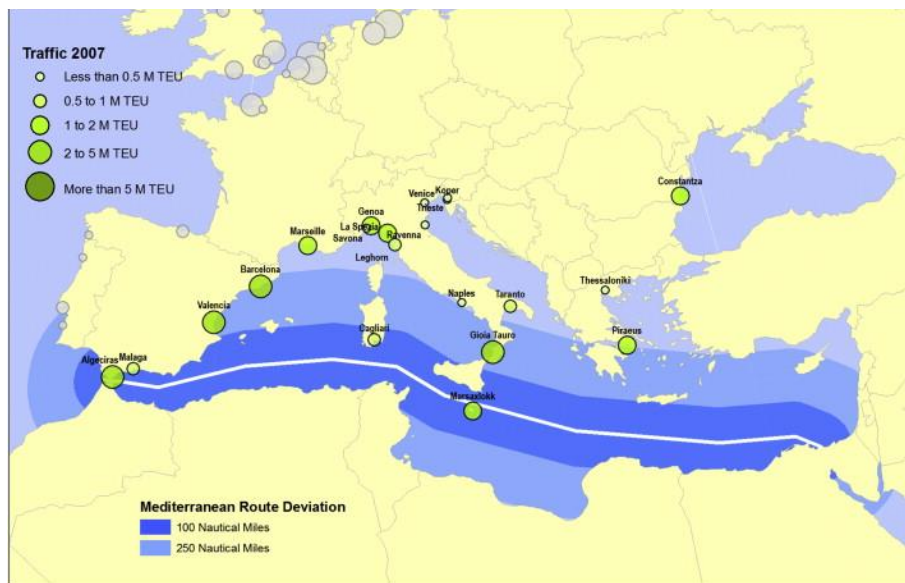 Traffic 2007
Less than 0.5 M TEU
0.5 to 1 M TEU
1 to 2 M TEU
2 to 5 M TEU
More than 5 M TEU
Venice
Koper
Trieste
Constantza
Genoa
La Spezia
Savona
Ravenna
Marseille
Leghorn
Barcelona
Thessaloniki
Naples
Taranto
Valencia
Cagliari
Gioia Tauro
Piraeus
Algeciras
Malaga
Marsaxlokk
Mediterranean Route Deviation
100 Nautical Miles
250 Nautical Miles